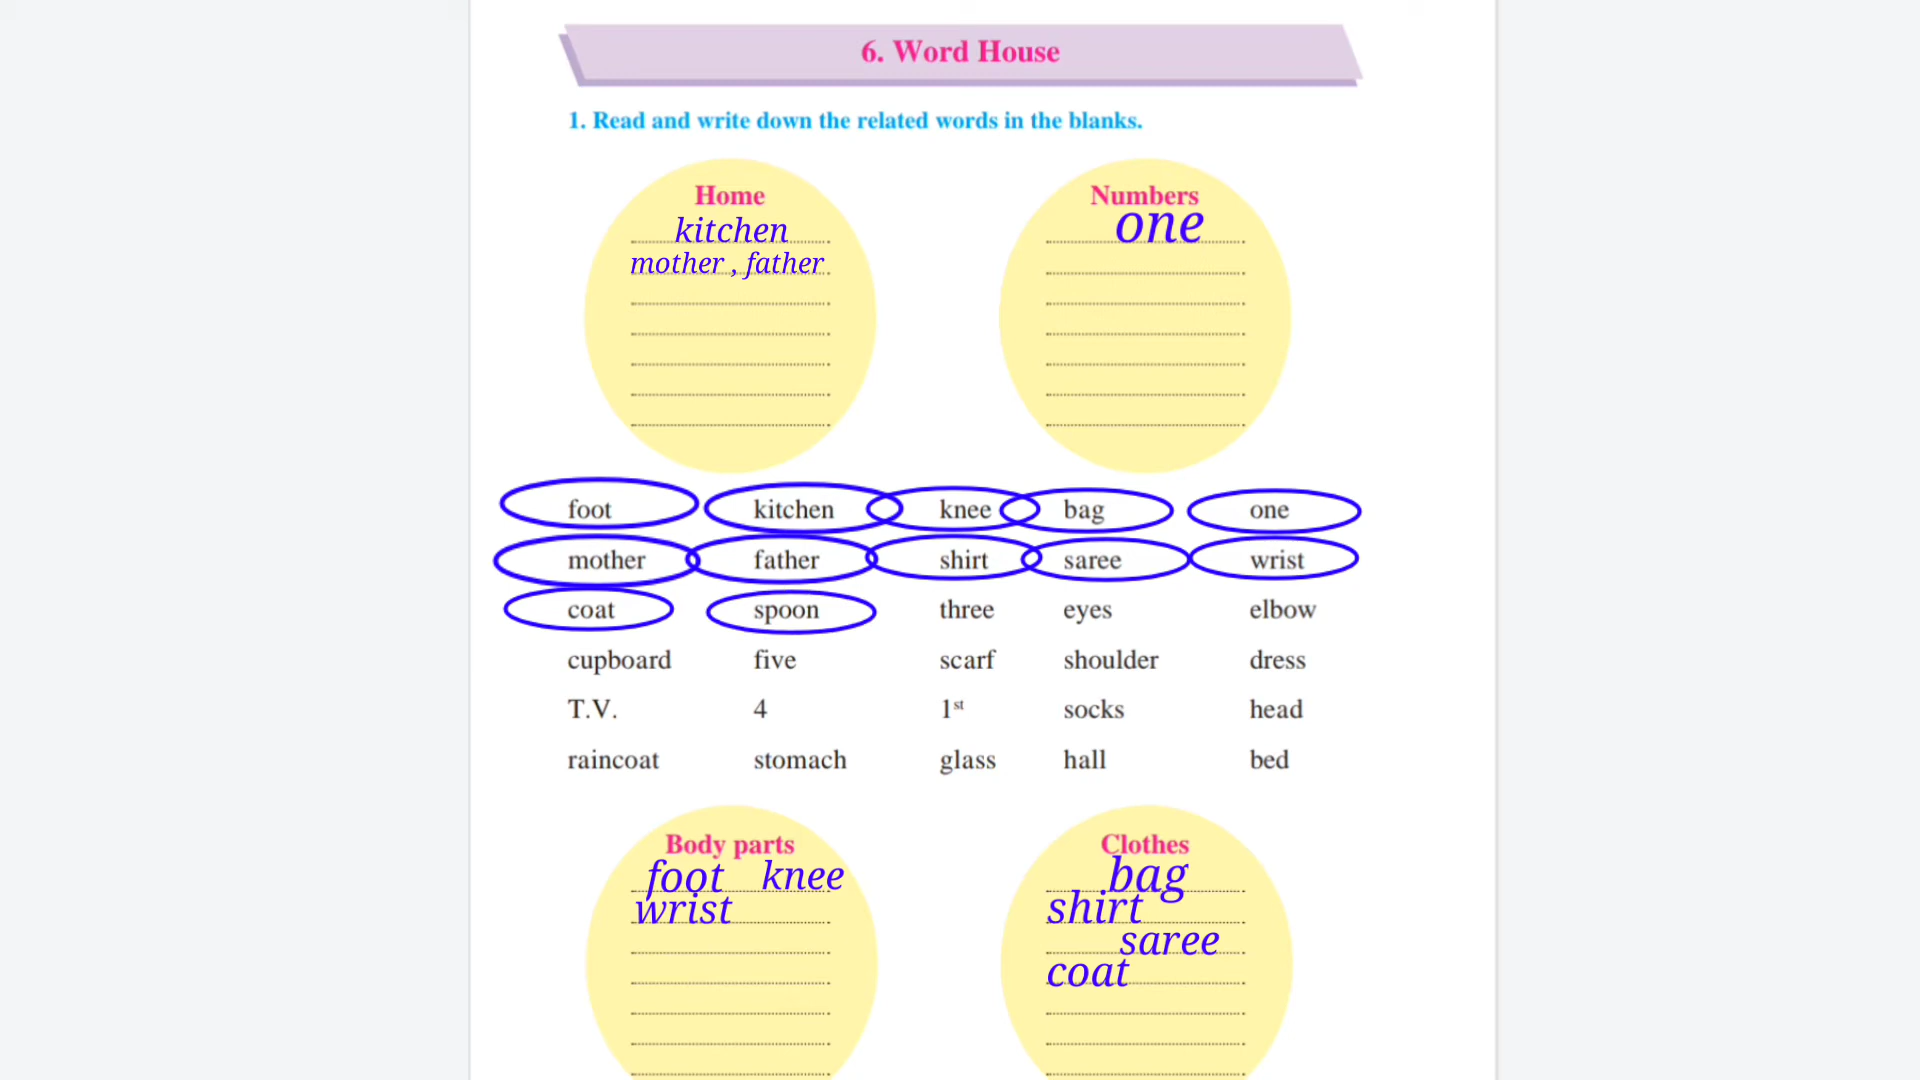 6. Word House
1. Read and write down the related words in the blanks.
Home
kitchen
mother , father
Numbers
one
foot kitchen knee bag one
mother father shirt saree wrist
coat spoon three eyes elbow
cupboard five scarf shoulder dress
T.V. 4 1st socks head
raincoat stomach glass hall bed
Body parts
foot knee
wrist
Clothes
bag
shirt
saree
coat